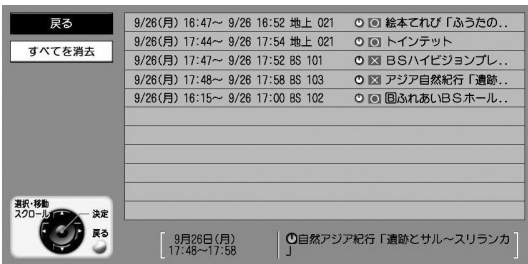 戻る
すべてを消去
9/26(月) 16:47～ 9/26 16:52 地上 021 絵本てれび「ふうたの‥
9/26(月) 17:44～ 9/26 17:54 地上 021 トインテット
9/26(月) 17:47～ 9/26 17:52 BS 101 BSハイビジョンプレ‥
9/26(月) 17:48～ 9/26 17:58 BS 103 アジア自然紀行「遺跡‥
9/26(月) 16:15～ 9/26 17:00 BS 102 BふれあいBSホール‥
選択・移動
スクロール
決定
戻る
9月26日(月)
17:48～17:58
自然アジア紀行「遺跡とサル～スリランカ
」